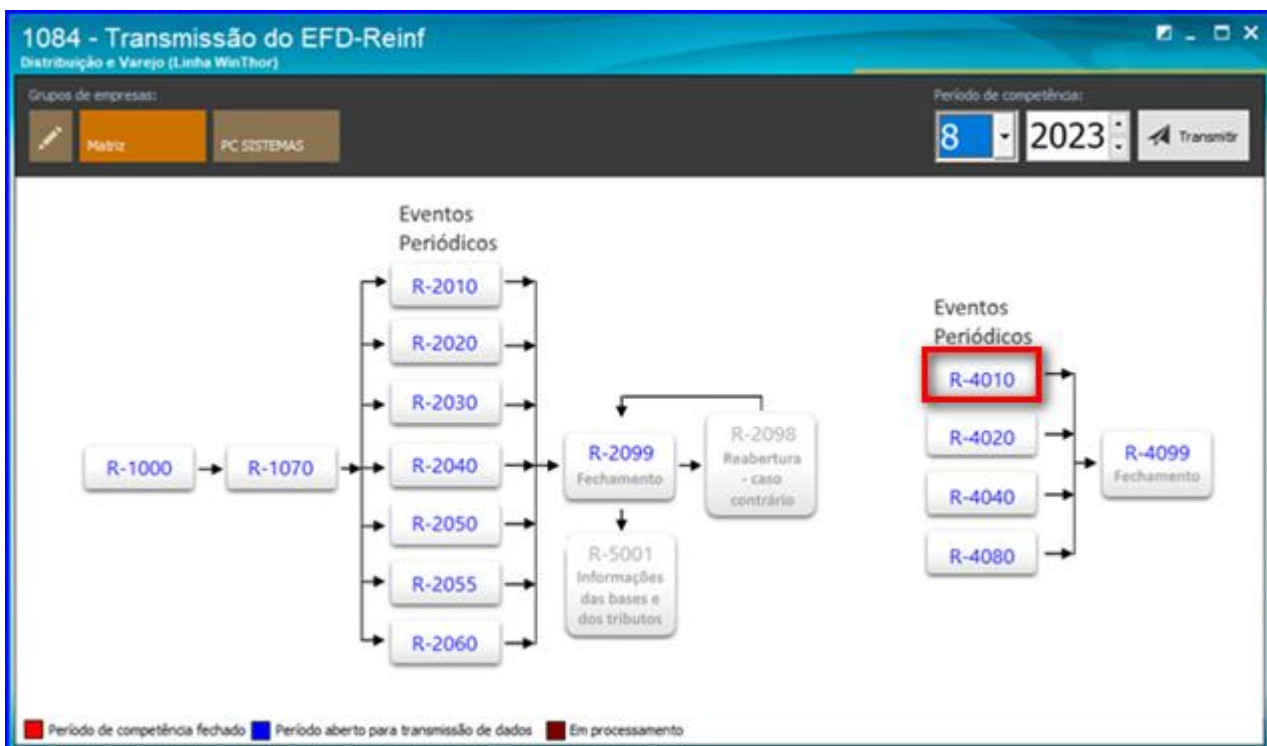 1084 - Transmissão do EFD-Reinf
Distribuição e Varejo (Linha WinThor)
Grupos de empresas:
Matriz
PC SISTEMAS
Período de competência:
8
2023
Transmitir
Eventos
Periódicos
R-2010
R-2020
R-2030
R-2040
R-2050
R-2055
R-2060
R-1000
R-1070
R-2099
Fechamento
R-2098
Reabertura
- caso
contrário
R-5001
Informações
das bases e
dos tributos
Eventos
Periódicos
R-4010
R-4020
R-4040
R-4080
R-4099
Fechamento
Período de competência fechado
Período aberto para transmissão de dados
Em processamento